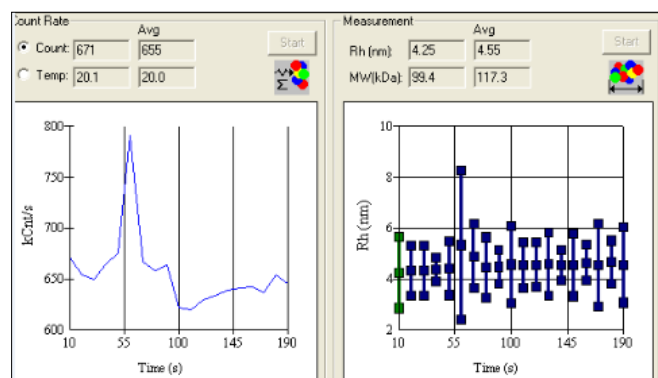 Count Rate
Avg
Count: 671 655
Temp: 20.1 20.0
Start
Measurement
Avg
Rh (nm): 4.25 4.55
MW(kDa): 99.4 117.3
Start
800
750
700
650
600
kCnt/s
10 55 100 145 190
Time (s)
10
8
6
4
2
Rh (nm)
10 55 100 145 190
Time (s)